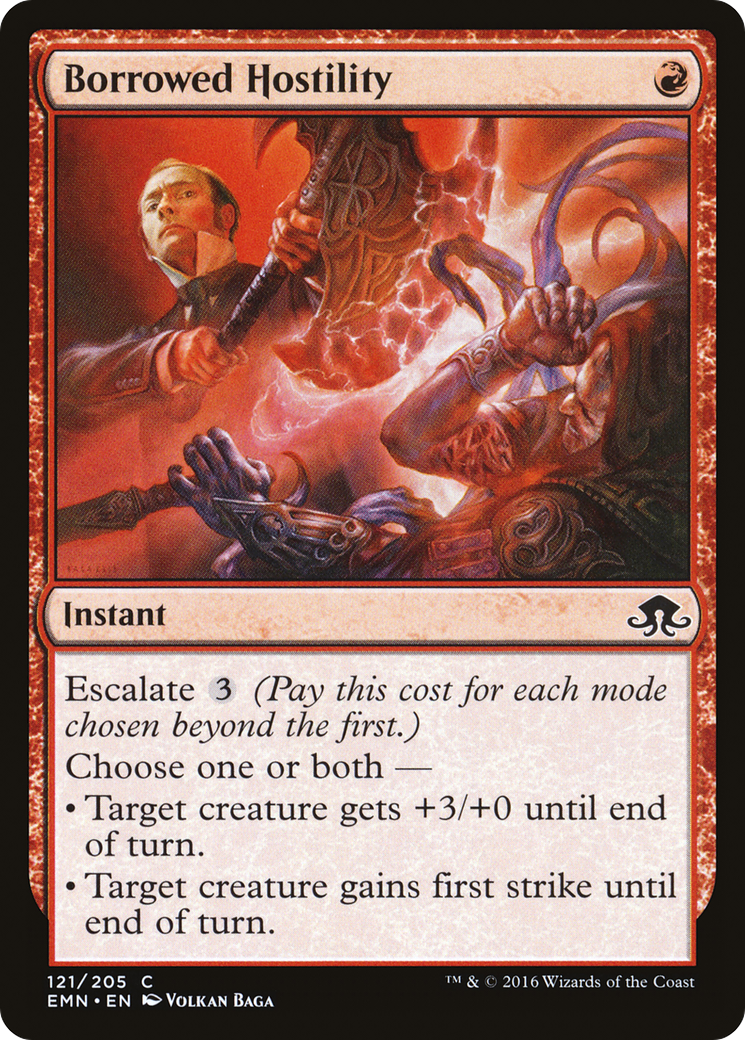 Borrowed Hostility
Instant
Escalate 3 (Pay this cost for each mode
chosen beyond the first.)
Choose one or both —
• Target creature gets +3/+0 until end
of turn.
• Target creature gains first strike until
end of turn.
121/205 C
™ & © 2016 Wizards of the Coast
EMN • EN Volkan Baga